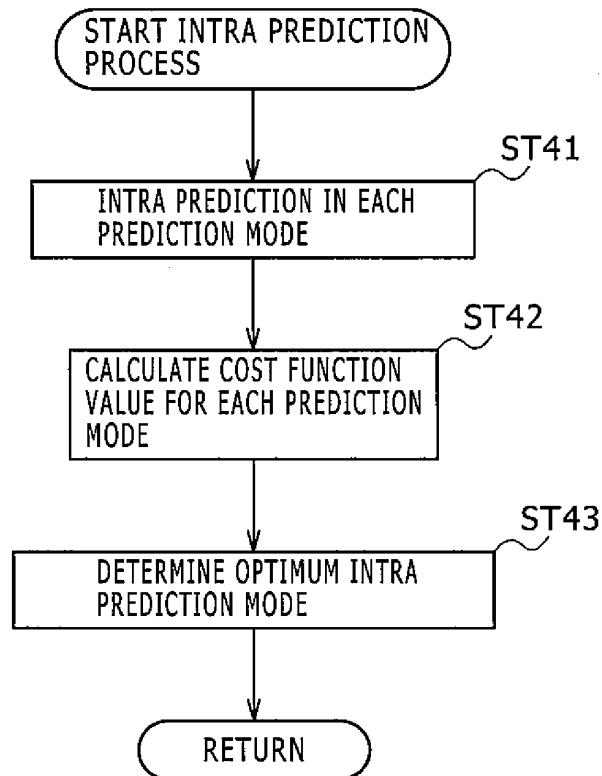 START INTRA PREDICTION
PROCESS
ST41
INTRA PREDICTION IN EACH
PREDICTION MODE
ST42
CALCULATE COST FUNCTION
VALUE FOR EACH PREDICTION
MODE
ST43
DETERMINE OPTIMUM INTRA
PREDICTION MODE
RETURN